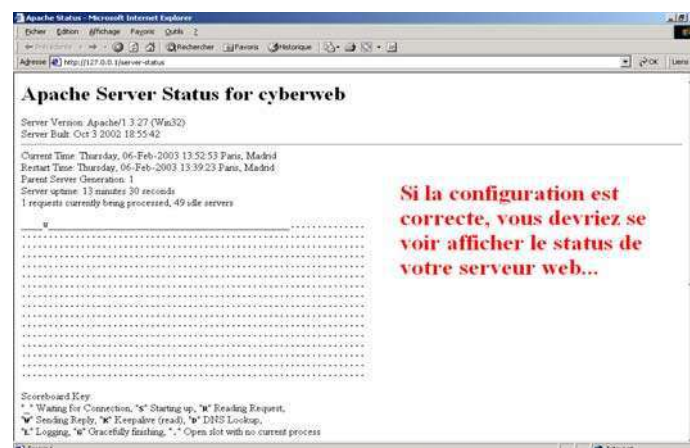 Apache Status - Microsoft Internet Explorer
Fichier Edition Affichage Favoris Outils ?
Rechercher Favoris Historique
Adresse http://127.0.0.1/server-status OK Liens
Apache Server Status for cyberweb
Server Version: Apache/1.3.27 (Win32)
Server Built: Oct 3 2002 18:55:42
Current Time: Thursday, 06-Feb-2003 13:52:53 Paris, Madrid
Restart Time: Thursday, 06-Feb-2003 13:39:23 Paris, Madrid
Parent Server Generation: 1
Server uptime: 13 minutes 30 seconds
1 requests currently being processed, 49 idle servers
Si la configuration est
correcte, vous devriez se
voir afficher le status de
votre serveur web...
Scoreboard Key:
"_" Waiting for Connection, "S" Starting up, "R" Reading Request,
"W" Sending Reply, "K" Keepalive (read), "D" DNS Lookup,
"L" Logging, "G" Gracefully finishing, "." Open slot with no current process